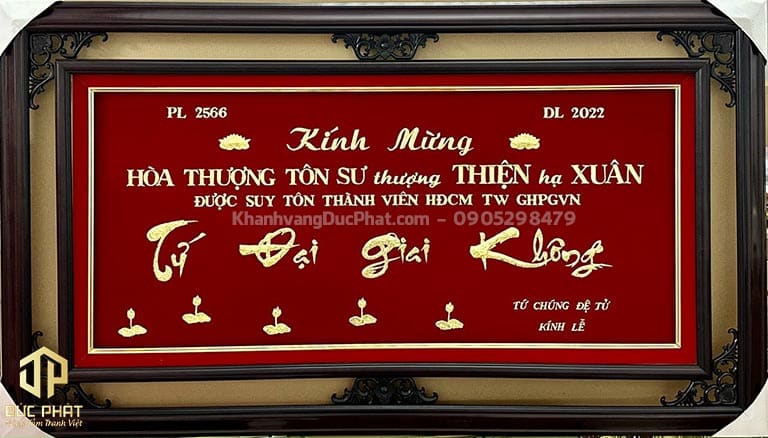 PL 2566 DL 2022
Kính Mừng
HÒA THƯỢNG TÔN SƯ thượng THIỆN hạ XUÂN
ĐƯỢC SUY TÔN THÀNH VIÊN HĐCM TW GHPGVN
KhanhvangDucPhat.com - 0905298479
Tứ Đại Giai Không
TỨ CHÚNG ĐỆ TỬ
KÍNH LỄ
ĐỨC PHÁT